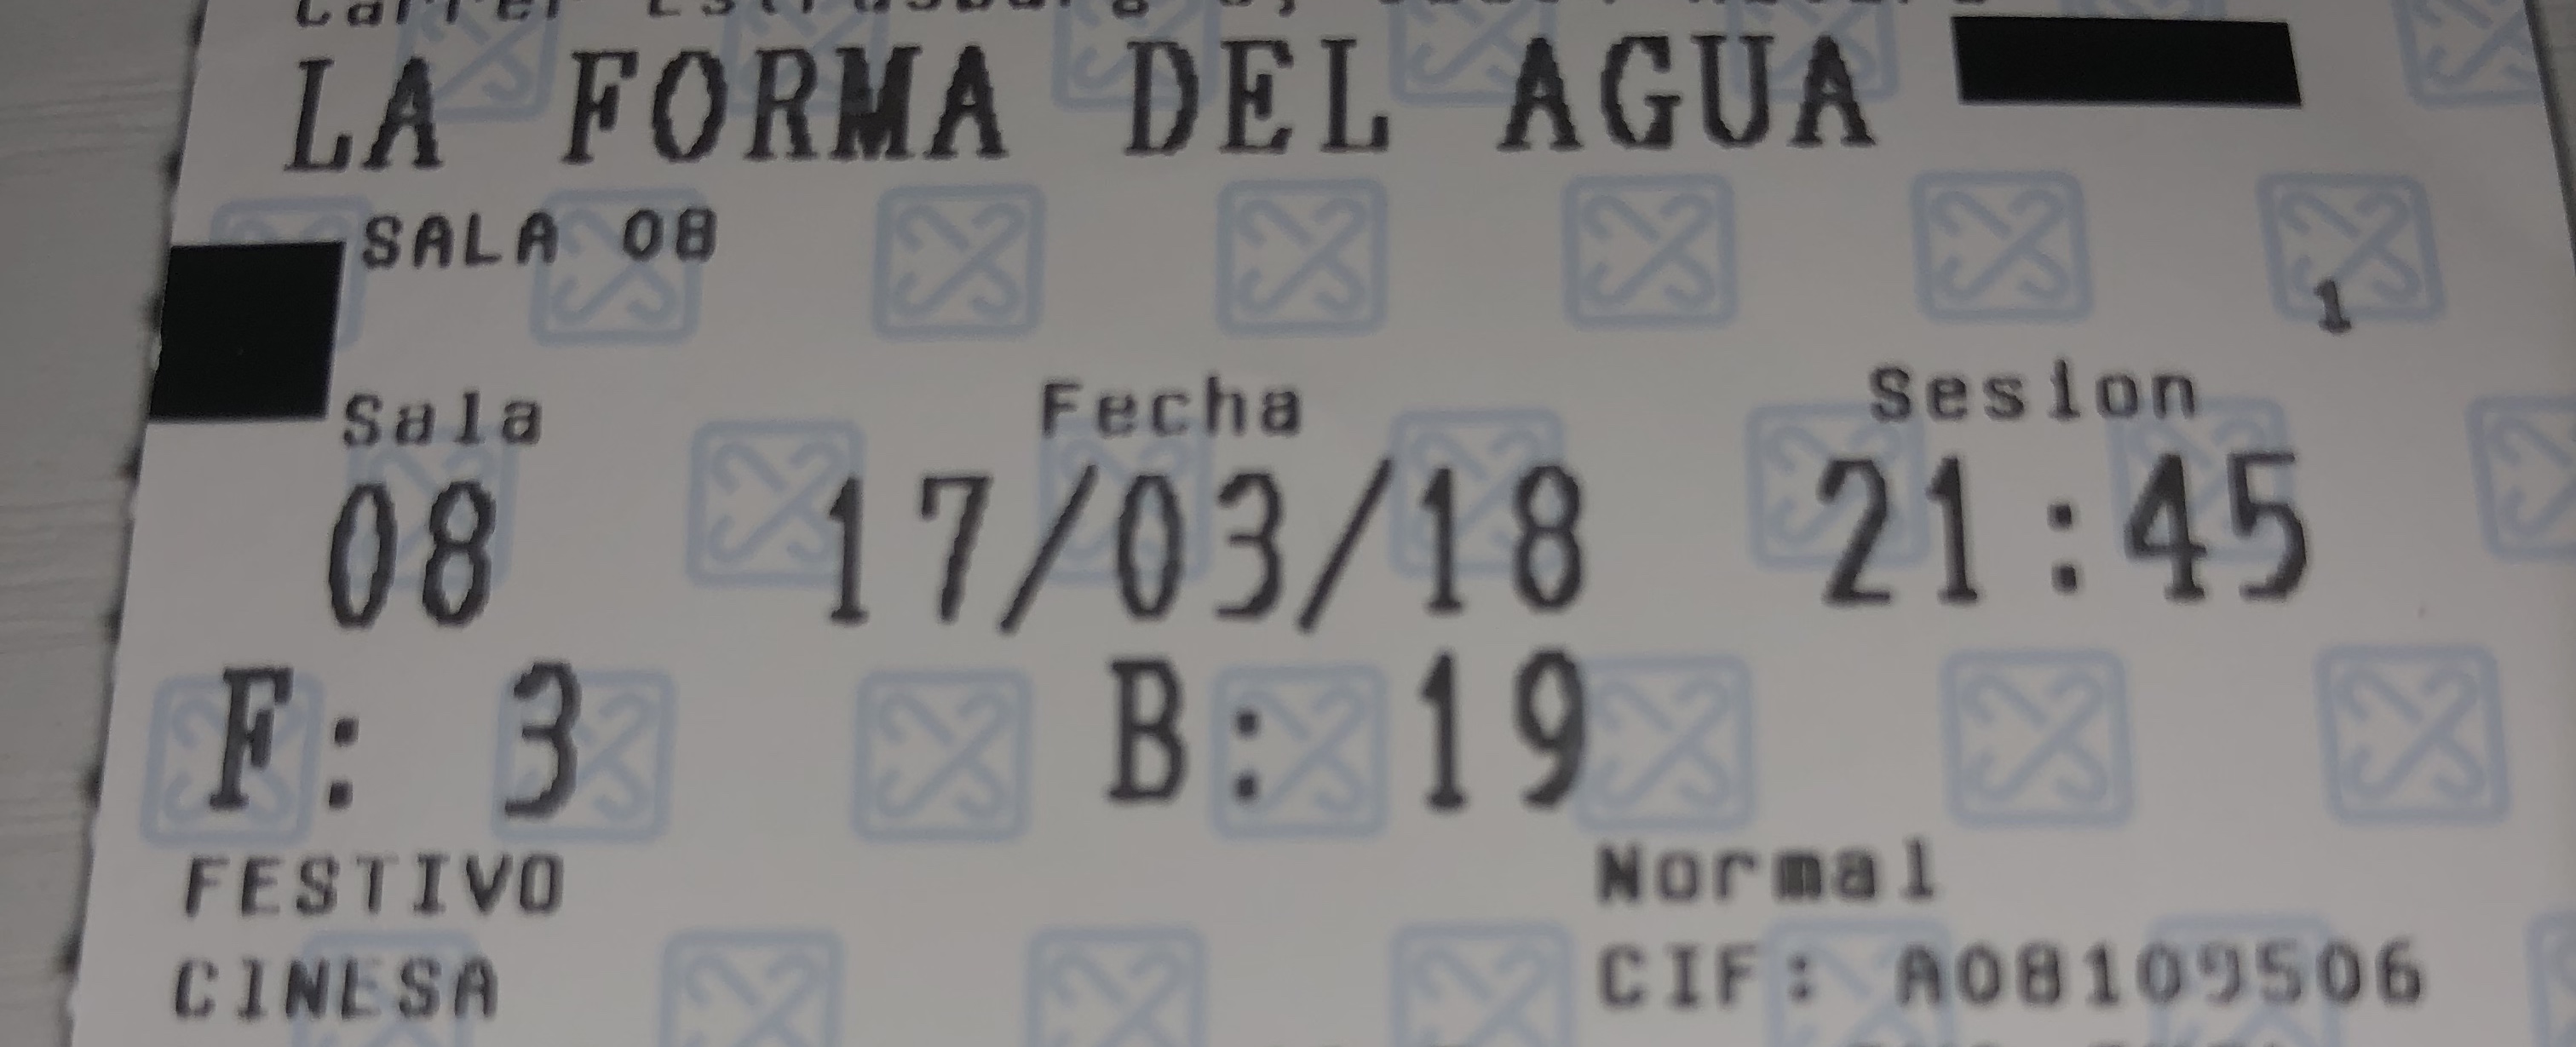 LA FORMA DEL AGUA
SALA 08
1
Sala Fecha Sesion
08 17/03/18 21:45
F: 3 B: 19
FESTIVO Normal
CINESA CIF: A08109506